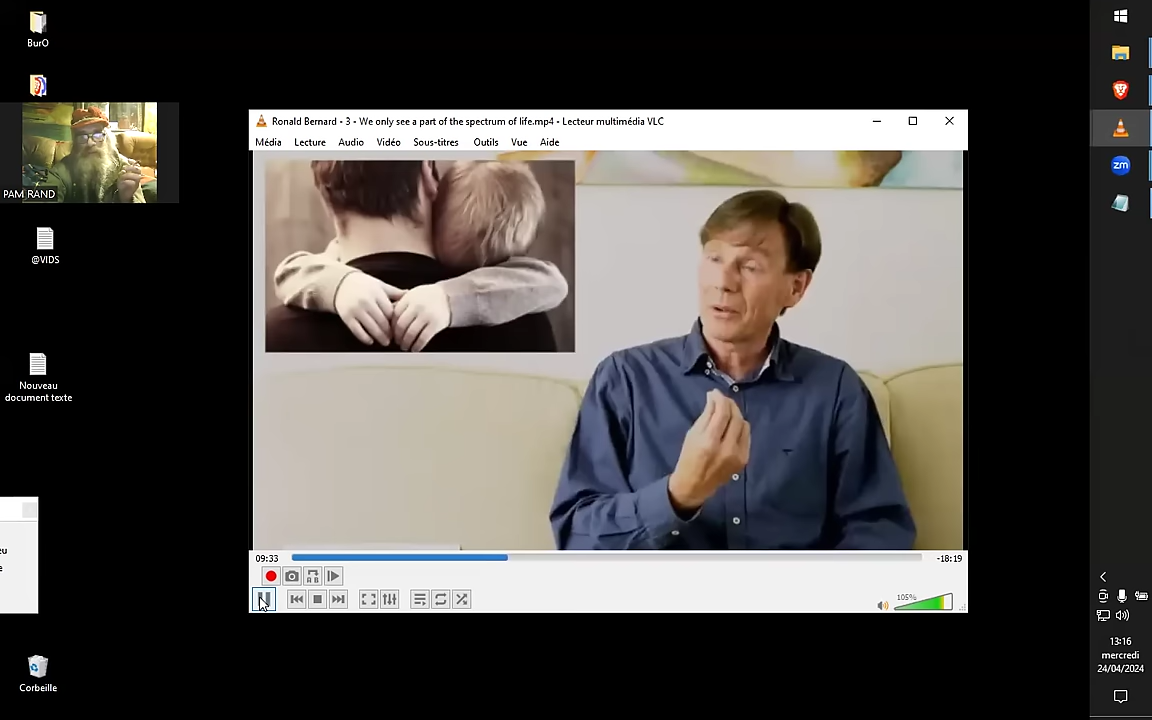 BurO
PAM RAND
@VIDS
Nouveau
document texte
Corbeille
Ronald Bernard - 3 - We only see a part of the spectrum of life.mp4 - Lecteur multimédia VLC
Média Lecture Audio Vidéo Sous-titres Outils Vue Aide
09:33
-18:19
105%
zm
13:16
mercredi
24/04/2024